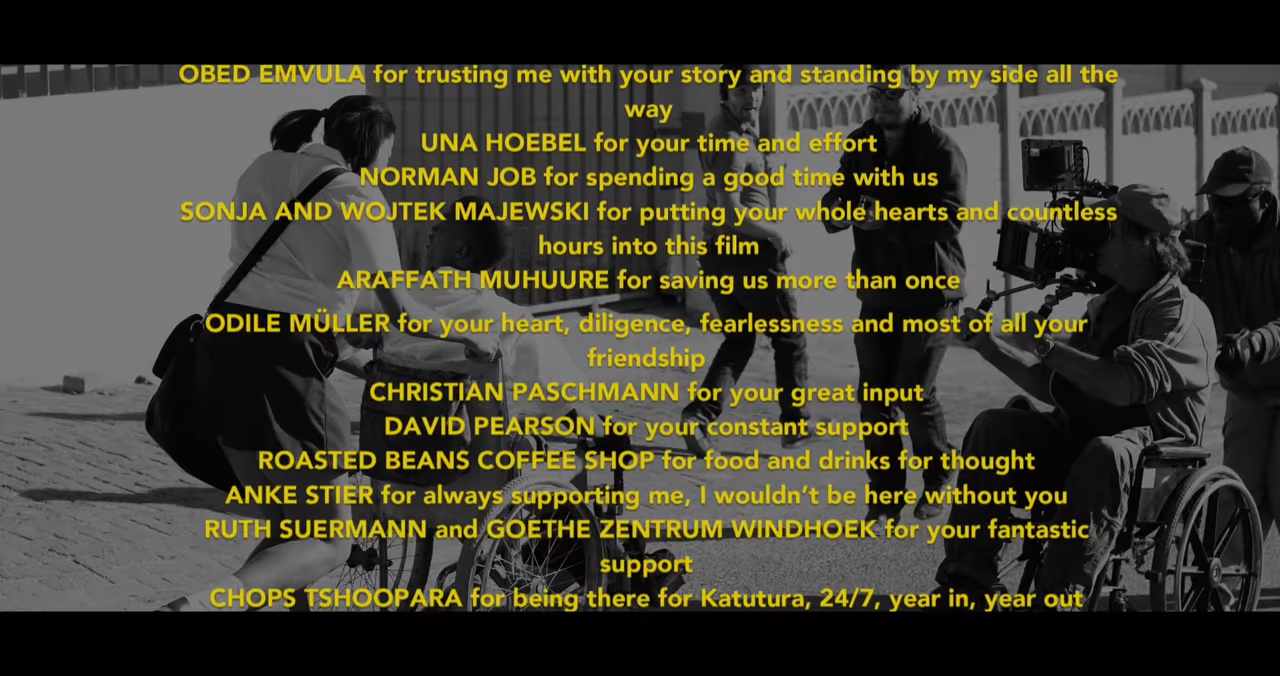 OBED EMVULA for trusting me with your story and standing by my side all the
way
UNA HOEBEL for your time and effort
NORMAN JOB for spending a good time with us
SONJA AND WOJTEK MAJEWSKI for putting your whole hearts and countless
hours into this film
ARAFFATH MUHUURE for saving us more than once
ODILE MÜLLER for your heart, diligence, fearlessness and most of all your
friendship
CHRISTIAN PASCHMANN for your great input
DAVID PEARSON for your constant support
ROASTED BEANS COFFEE SHOP for food and drinks for thought
ANKE STIER for always supporting me, I wouldn’t be here without you
RUTH SUERMANN and GOETHE ZENTRUM WINDHOEK for your fantastic
support
CHOPS TSHOOPARA for being there for Katutura, 24/7, year in, year out